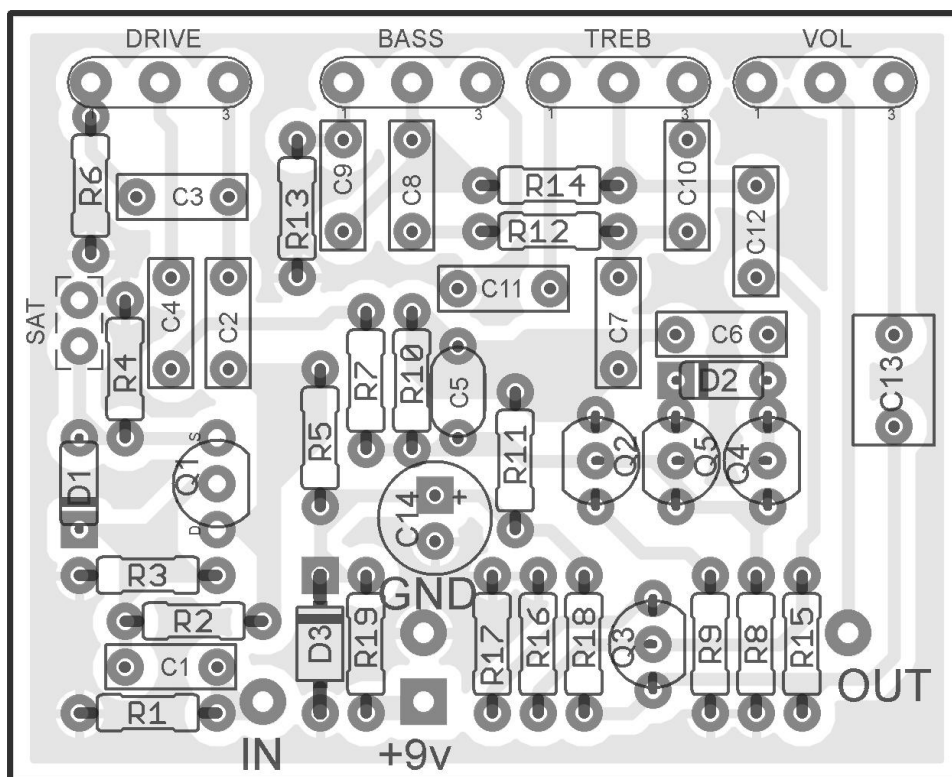 DRIVE BASS TREB VOL
1 3 1 3 1 3 1 3
R6 C3 R13 C9 C8 R14 C10 C12
R12
SAT C4 C2 C11 C7 C6
R4 R7 R10 C5 D2 C13
D1 Q1 S D R5 R11 Q2 Q5 Q4
C14 +
R3 GND
R2 D3 R19 R17 R16 R18 Q3 R9 R8 R15
C1 OUT
R1
IN +9v